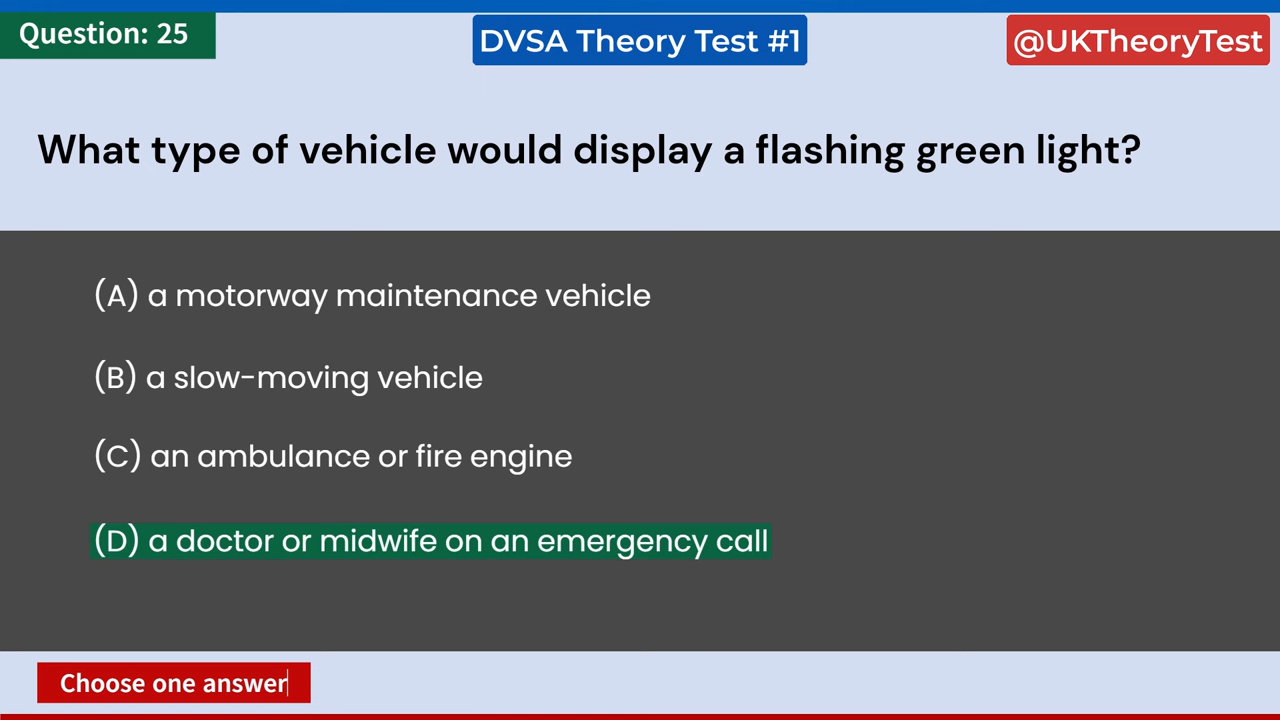 Question: 25
DVSA Theory Test #1
@UKTheoryTest
What type of vehicle would display a flashing green light?
(A) a motorway maintenance vehicle
(B) a slow-moving vehicle
(C) an ambulance or fire engine
(D) a doctor or midwife on an emergency call
Choose one answer